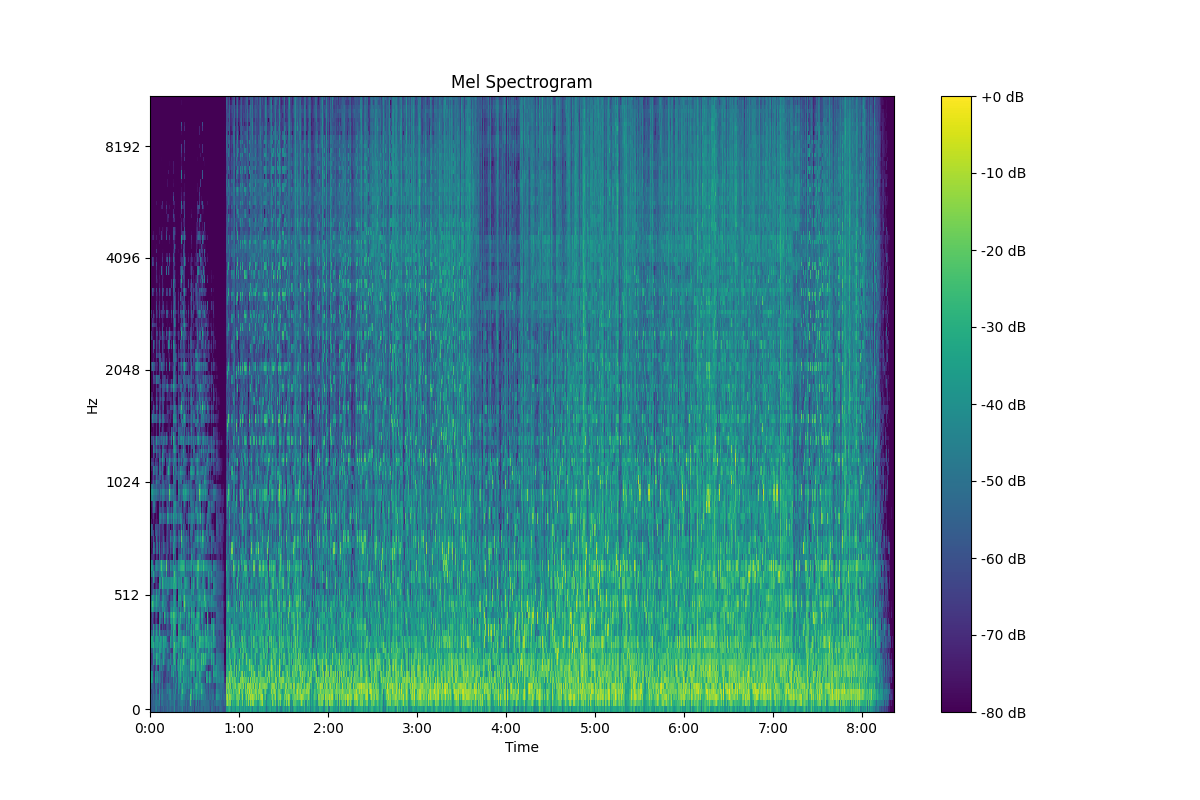 Mel Spectrogram
Hz
8192
4096
2048
1024
512
0
0:00 1:00 2:00 3:00 4:00 5:00 6:00 7:00 8:00
Time
+0 dB
-10 dB
-20 dB
-30 dB
-40 dB
-50 dB
-60 dB
-70 dB
-80 dB